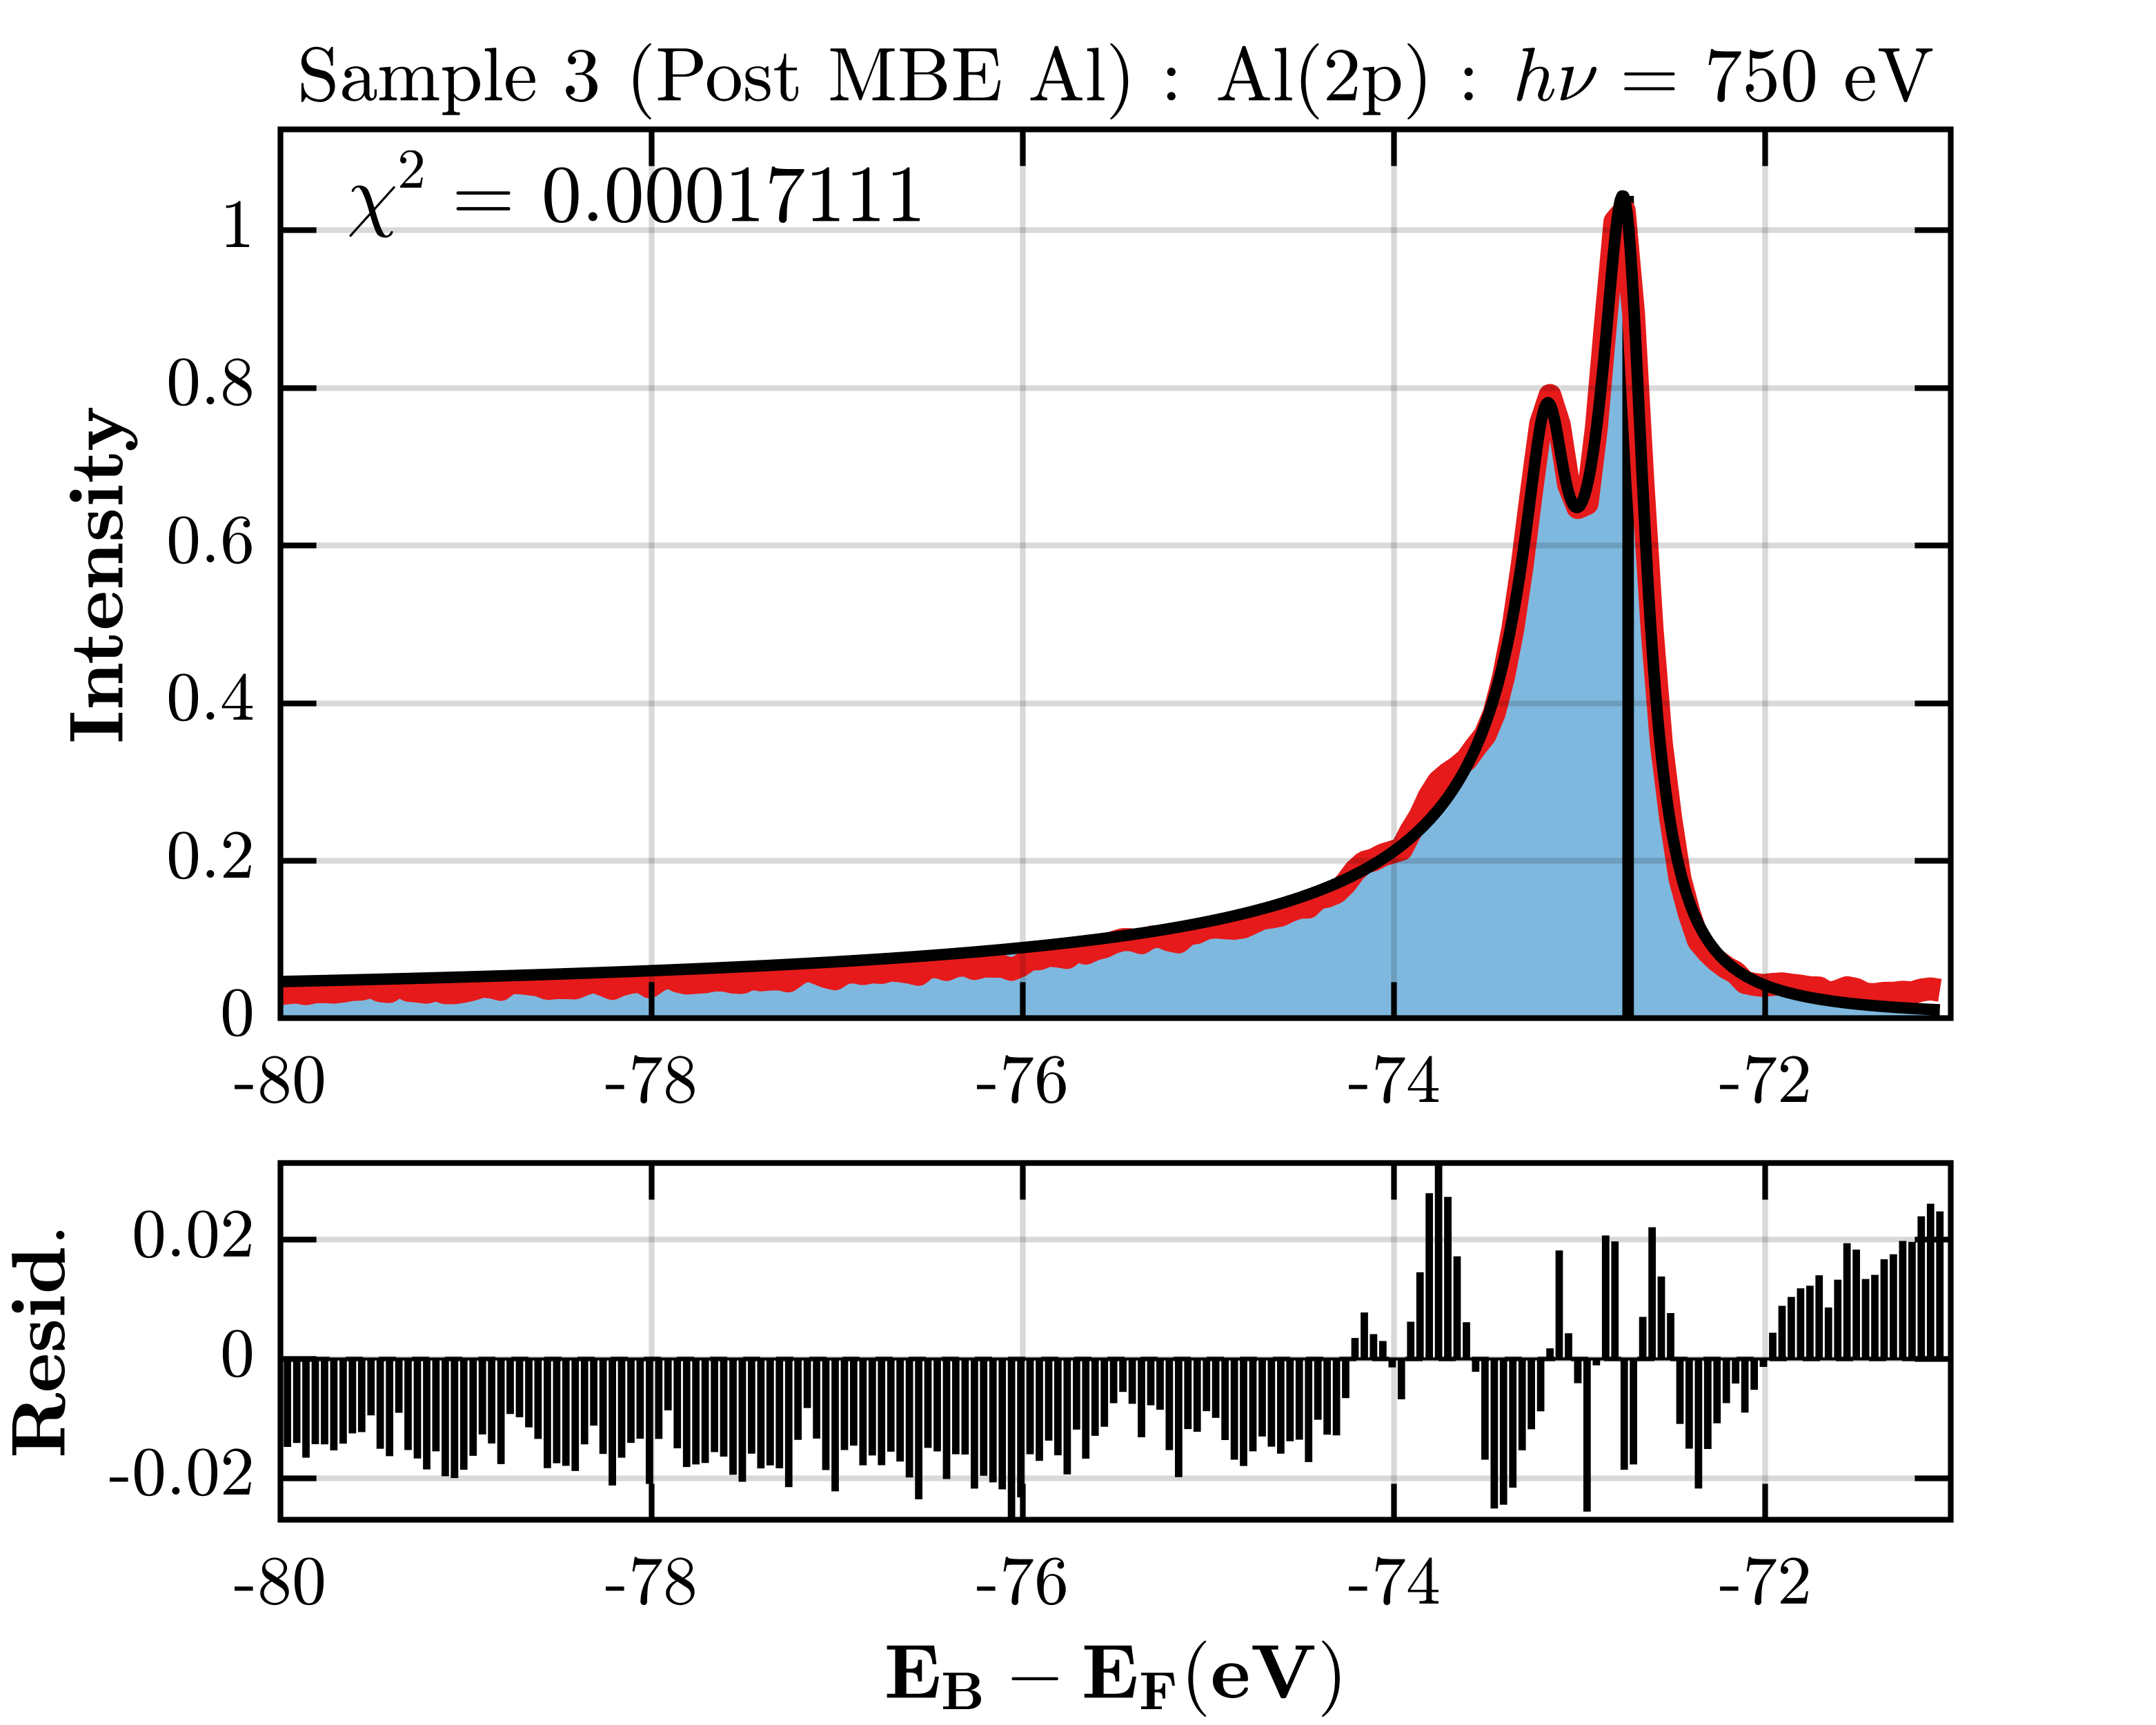 Sample 3 (Post MBE Al) : Al(2p) : hν = 750 eV
χ² = 0.00017111
1
0.8
0.6
0.4
0.2
0
Intensity
-80 -78 -76 -74 -72
0.02
0
-0.02
Resid.
-80 -78 -76 -74 -72
E_B − E_F(eV)